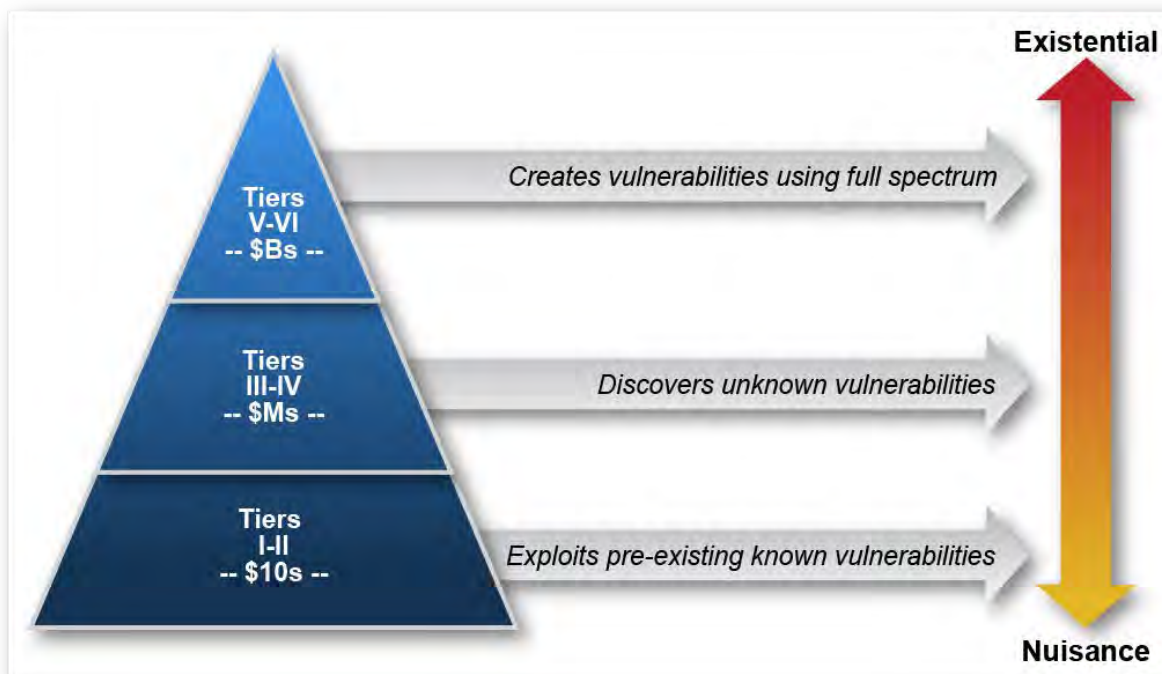 Existential
Creates vulnerabilities using full spectrum
Tiers
V-VI
-- $Bs --
Tiers
III-IV
-- $Ms --
Discovers unknown vulnerabilities
Tiers
I-II
-- $10s --
Exploits pre-existing known vulnerabilities
Nuisance